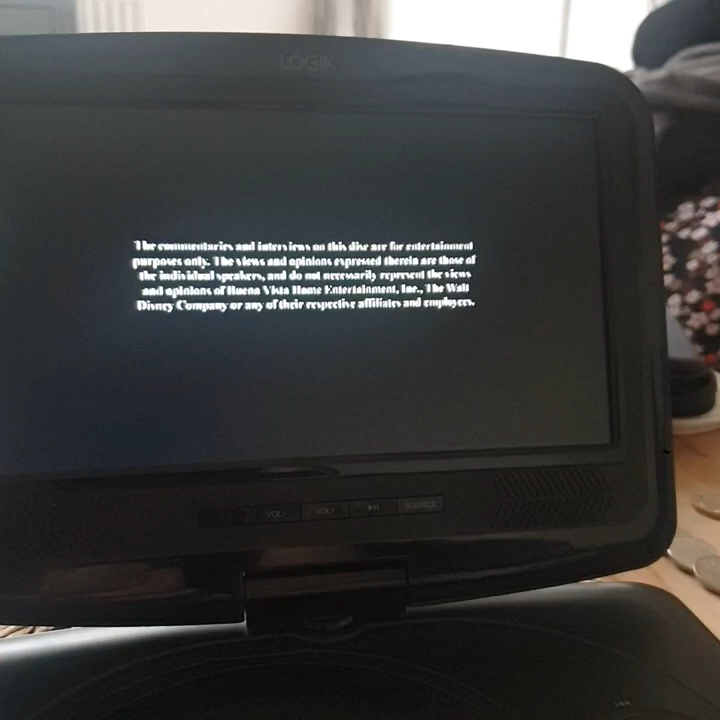 LOGIK
The commentaries and interviews on this disc are for entertainment
purposes only. The views and opinions expressed therein are those of
the individual speakers, and do not necessarily represent the views
and opinions of Buena Vista Home Entertainment, Inc., The Walt
Disney Company or any of their respective affiliates and employees.
VOL- VOL+ SOURCE